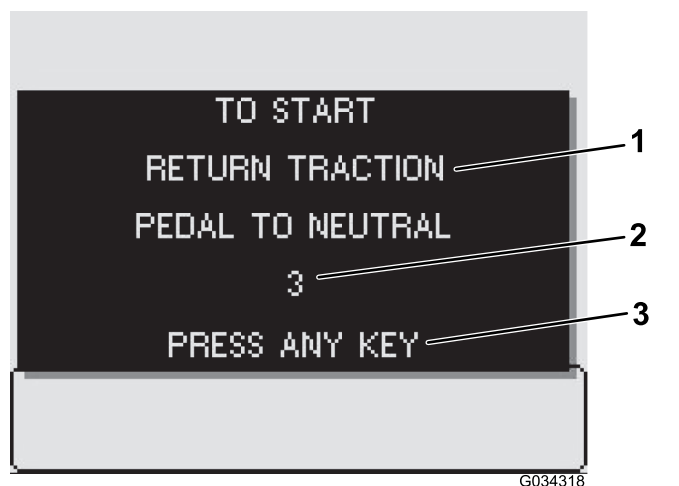 TO START
RETURN TRACTION
PEDAL TO NEUTRAL
3
PRESS ANY KEY
1
2
3
G034318